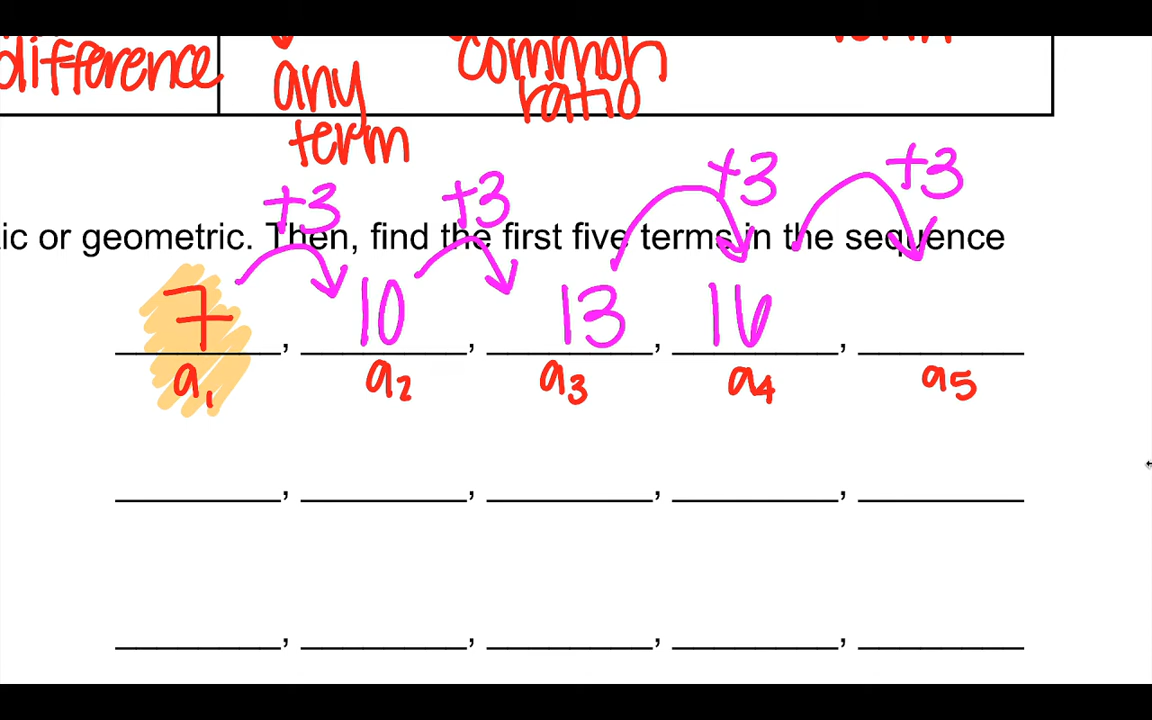 difference
any
term
common
ratio
+3 +3 +3 +3
ic or geometric. Then, find the first five terms in the sequence
7, 10, 13, 16,
a₁ a₂ a₃ a₄ a₅